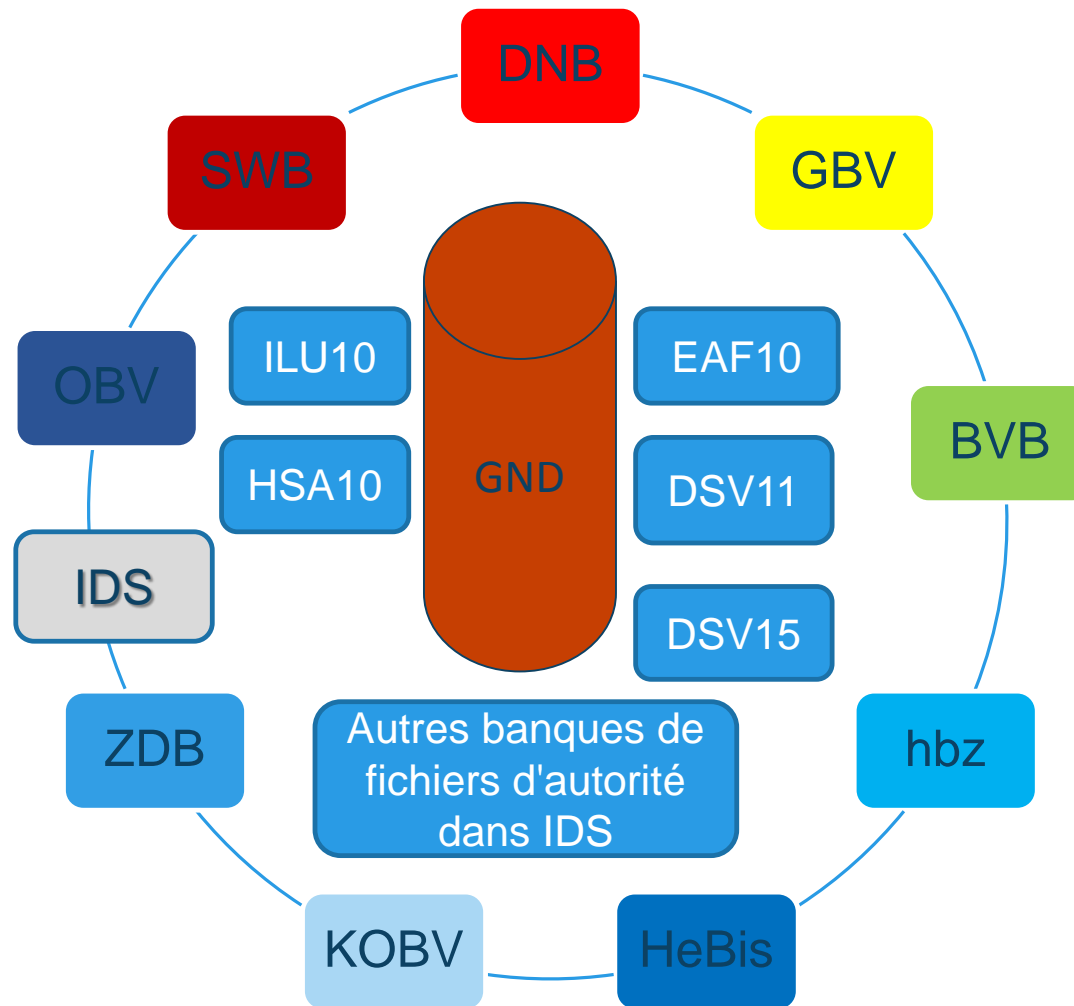 DNB
SWB
GBV
ILU10
EAF10
OBV
BVB
HSA10
GND
DSV11
IDS
DSV15
ZDB
hbz
Autres banques de
fichiers d'autorité
dans IDS
KOBV
HeBis